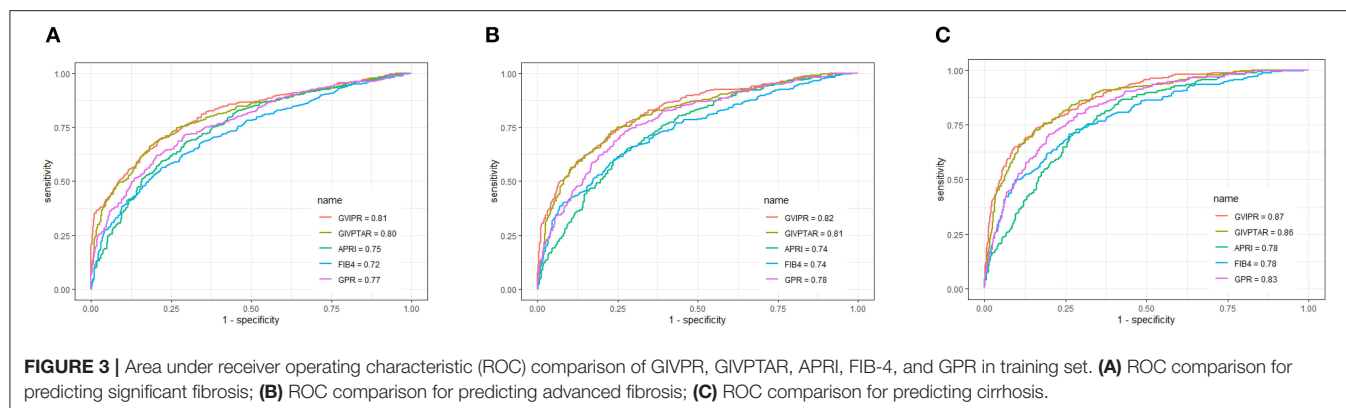 A
1.00
0.75
sensitivity
0.50
0.25
0.00
name
GVIPR = 0.81
GIVPTAR = 0.80
APRI = 0.75
FIB4 = 0.72
GPR = 0.77
0.00 0.25 0.50 0.75 1.00
1 - specificity
B
1.00
0.75
sensitivity
0.50
0.25
0.00
name
GVIPR = 0.82
GIVPTAR = 0.81
APRI = 0.74
FIB4 = 0.74
GPR = 0.78
0.00 0.25 0.50 0.75 1.00
1 - specificity
C
1.00
0.75
sensitivity
0.50
0.25
0.00
name
GVIPR = 0.87
GIVPTAR = 0.86
APRI = 0.78
FIB4 = 0.78
GPR = 0.83
0.00 0.25 0.50 0.75 1.00
1 - specificity
FIGURE 3 | Area under receiver operating characteristic (ROC) comparison of GIVPR, GIVPTAR, APRI, FIB-4, and GPR in training set. (A) ROC comparison for
predicting significant fibrosis; (B) ROC comparison for predicting advanced fibrosis; (C) ROC comparison for predicting cirrhosis.